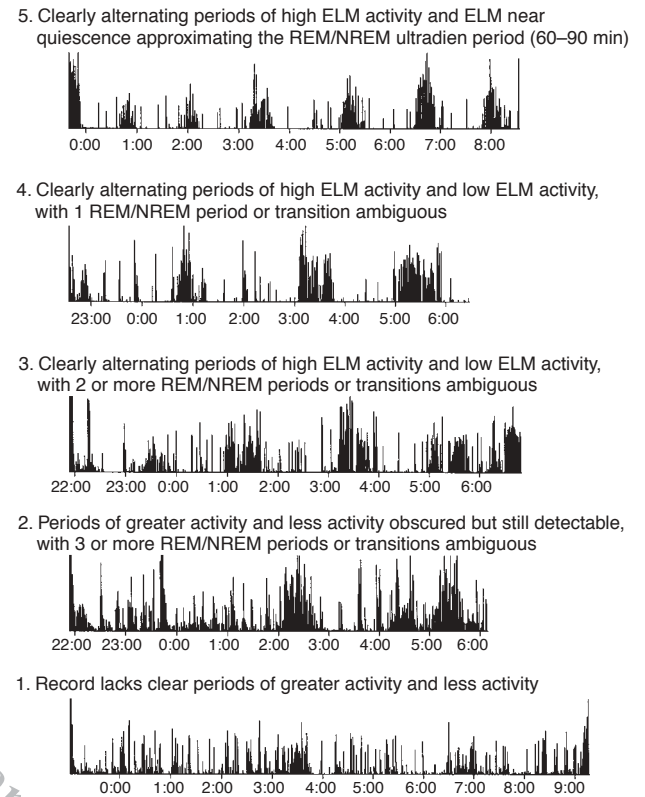 5. Clearly alternating periods of high ELM activity and ELM near
quiescence approximating the REM/NREM ultradien period (60–90 min)
0:00 1:00 2:00 3:00 4:00 5:00 6:00 7:00 8:00
4. Clearly alternating periods of high ELM activity and low ELM activity,
with 1 REM/NREM period or transition ambiguous
23:00 0:00 1:00 2:00 3:00 4:00 5:00 6:00
3. Clearly alternating periods of high ELM activity and low ELM activity,
with 2 or more REM/NREM periods or transitions ambiguous
22:00 23:00 0:00 1:00 2:00 3:00 4:00 5:00 6:00
2. Periods of greater activity and less activity obscured but still detectable,
with 3 or more REM/NREM periods or transitions ambiguous
22:00 23:00 0:00 1:00 2:00 3:00 4:00 5:00 6:00
1. Record lacks clear periods of greater activity and less activity
0:00 1:00 2:00 3:00 4:00 5:00 6:00 7:00 8:00 9:00